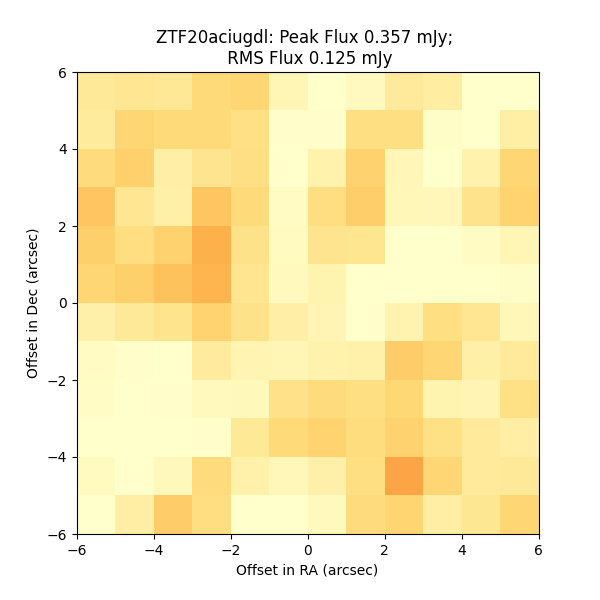 ZTF20aciugdl: Peak Flux 0.357 mJy;
RMS Flux 0.125 mJy
6
4
2
0
−2
−4
−6
Offset in Dec (arcsec)
−6 −4 −2 0 2 4 6
Offset in RA (arcsec)